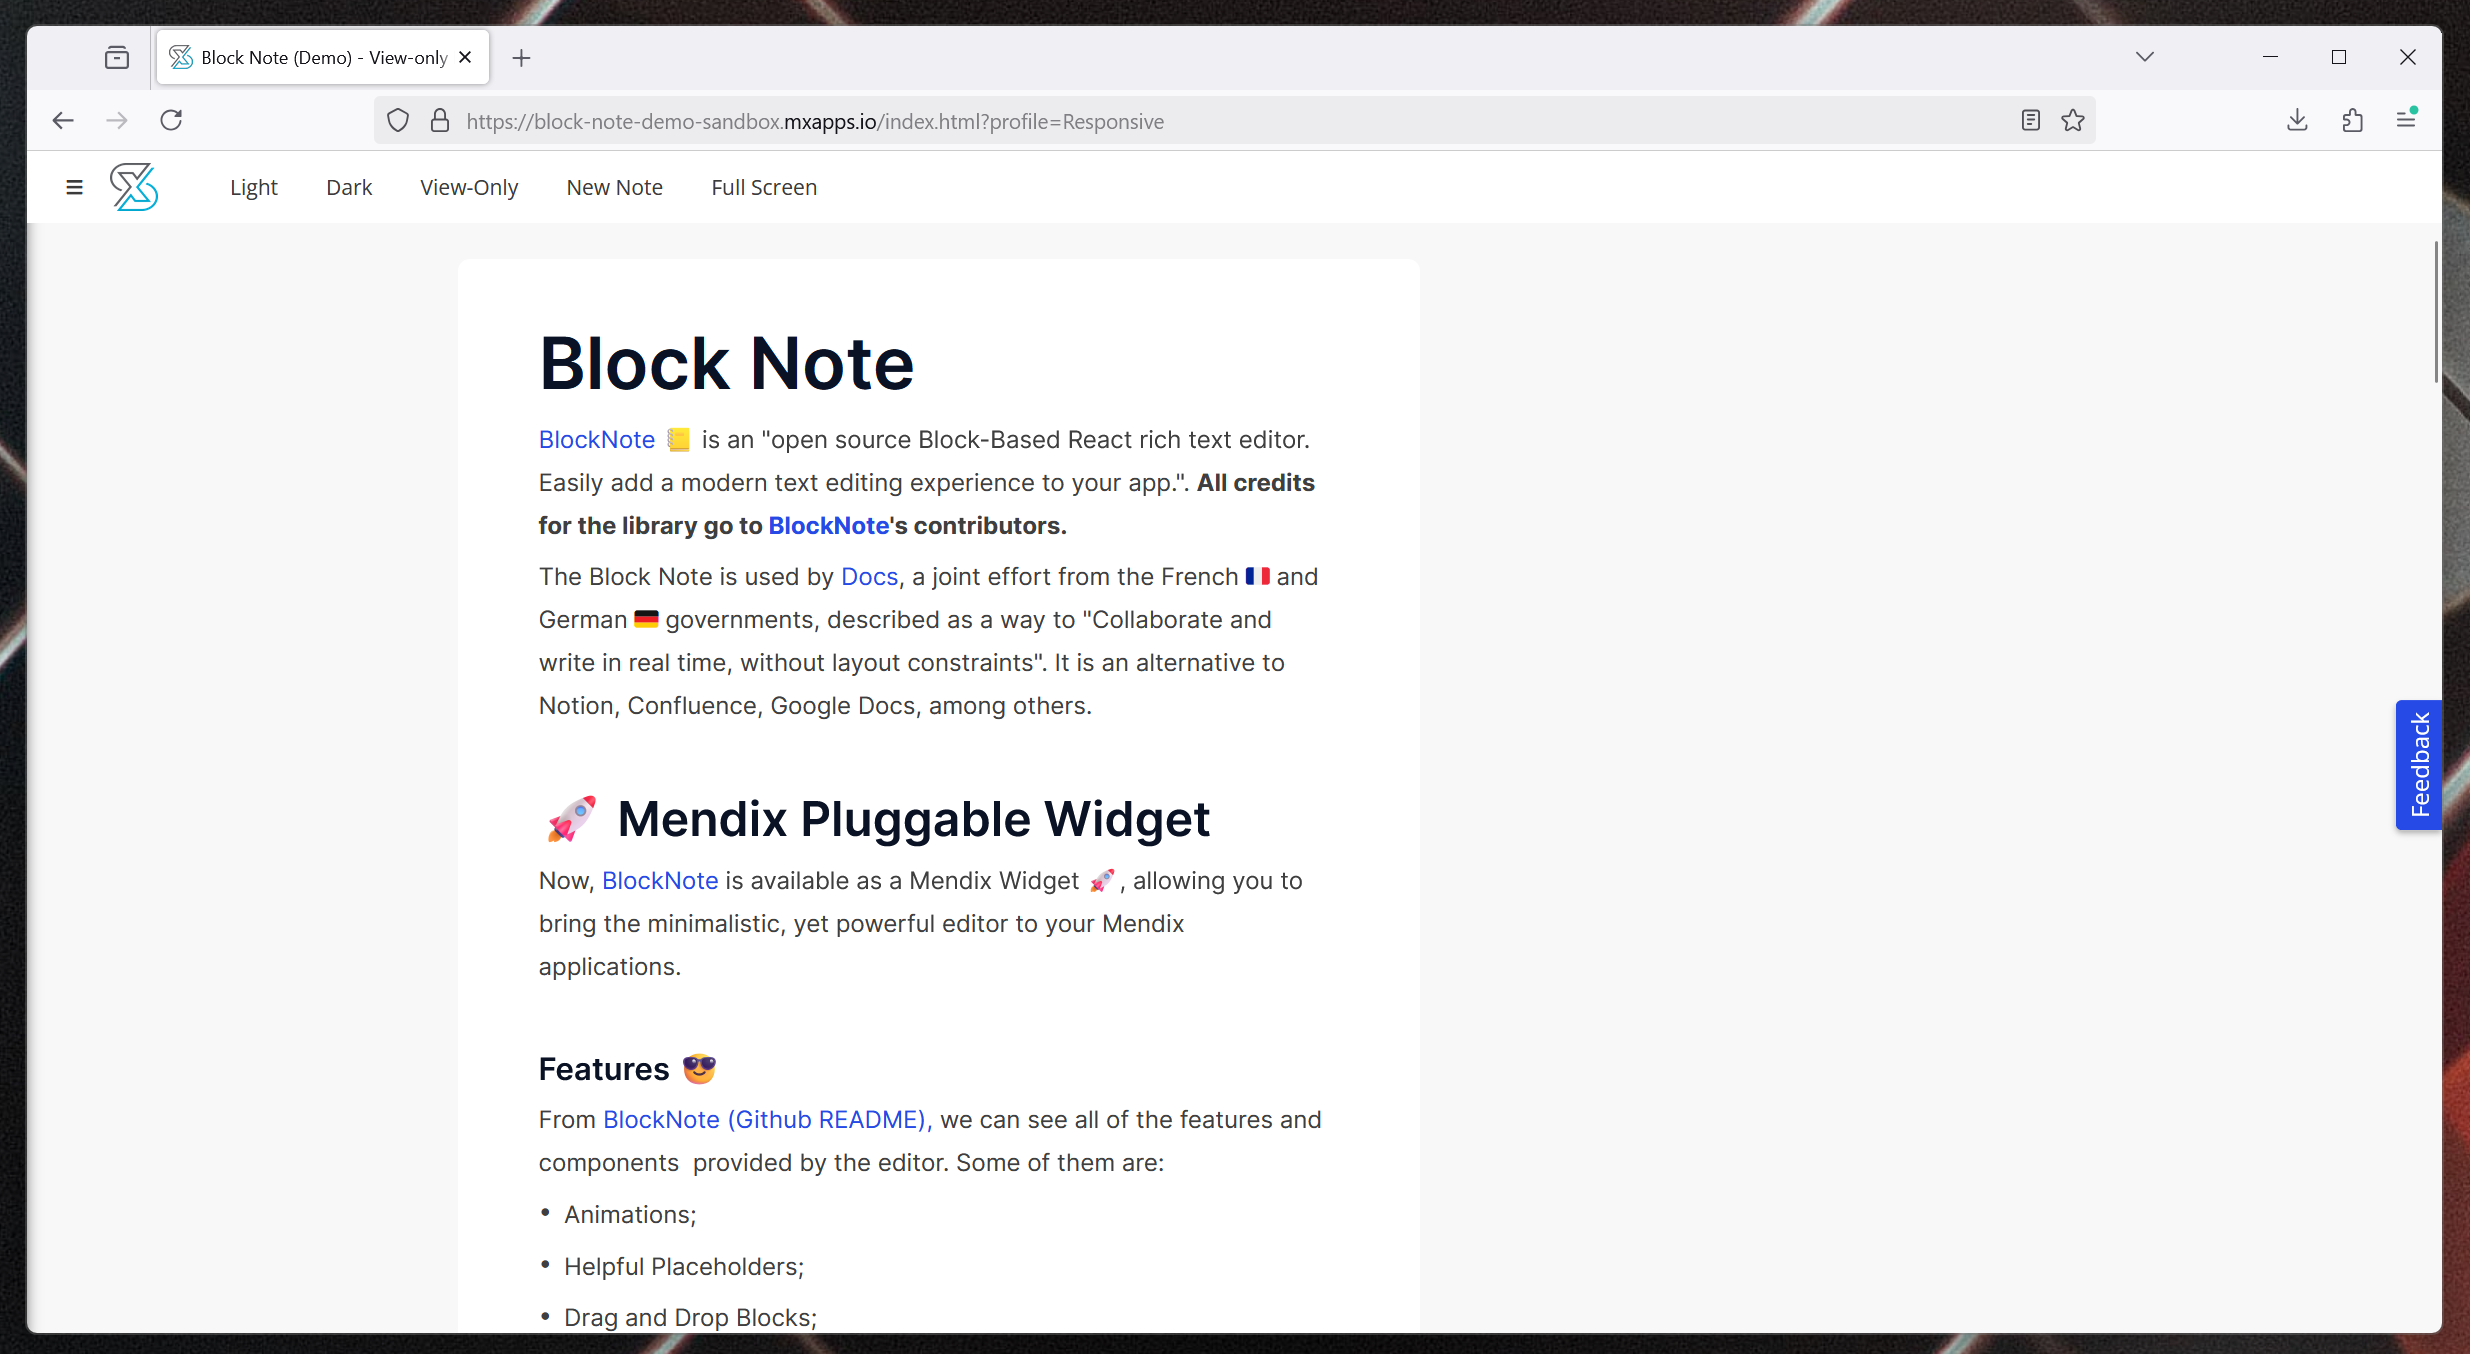 Block Note (Demo) - View-only
https://block-note-demo-sandbox.mxapps.io/index.html?profile=Responsive
Light Dark View-Only New Note Full Screen
Block Note
BlockNote 📒 is an "open source Block-Based React rich text editor.
Easily add a modern text editing experience to your app.". All credits
for the library go to BlockNote's contributors.
The Block Note is used by Docs, a joint effort from the French 🇫🇷 and
German 🇩🇪 governments, described as a way to "Collaborate and
write in real time, without layout constraints". It is an alternative to
Notion, Confluence, Google Docs, among others.
🚀 Mendix Pluggable Widget
Now, BlockNote is available as a Mendix Widget 🚀, allowing you to
bring the minimalistic, yet powerful editor to your Mendix
applications.
Features 😎
From BlockNote (Github README), we can see all of the features and
components  provided by the editor. Some of them are:
• Animations;
• Helpful Placeholders;
• Drag and Drop Blocks;
Feedback